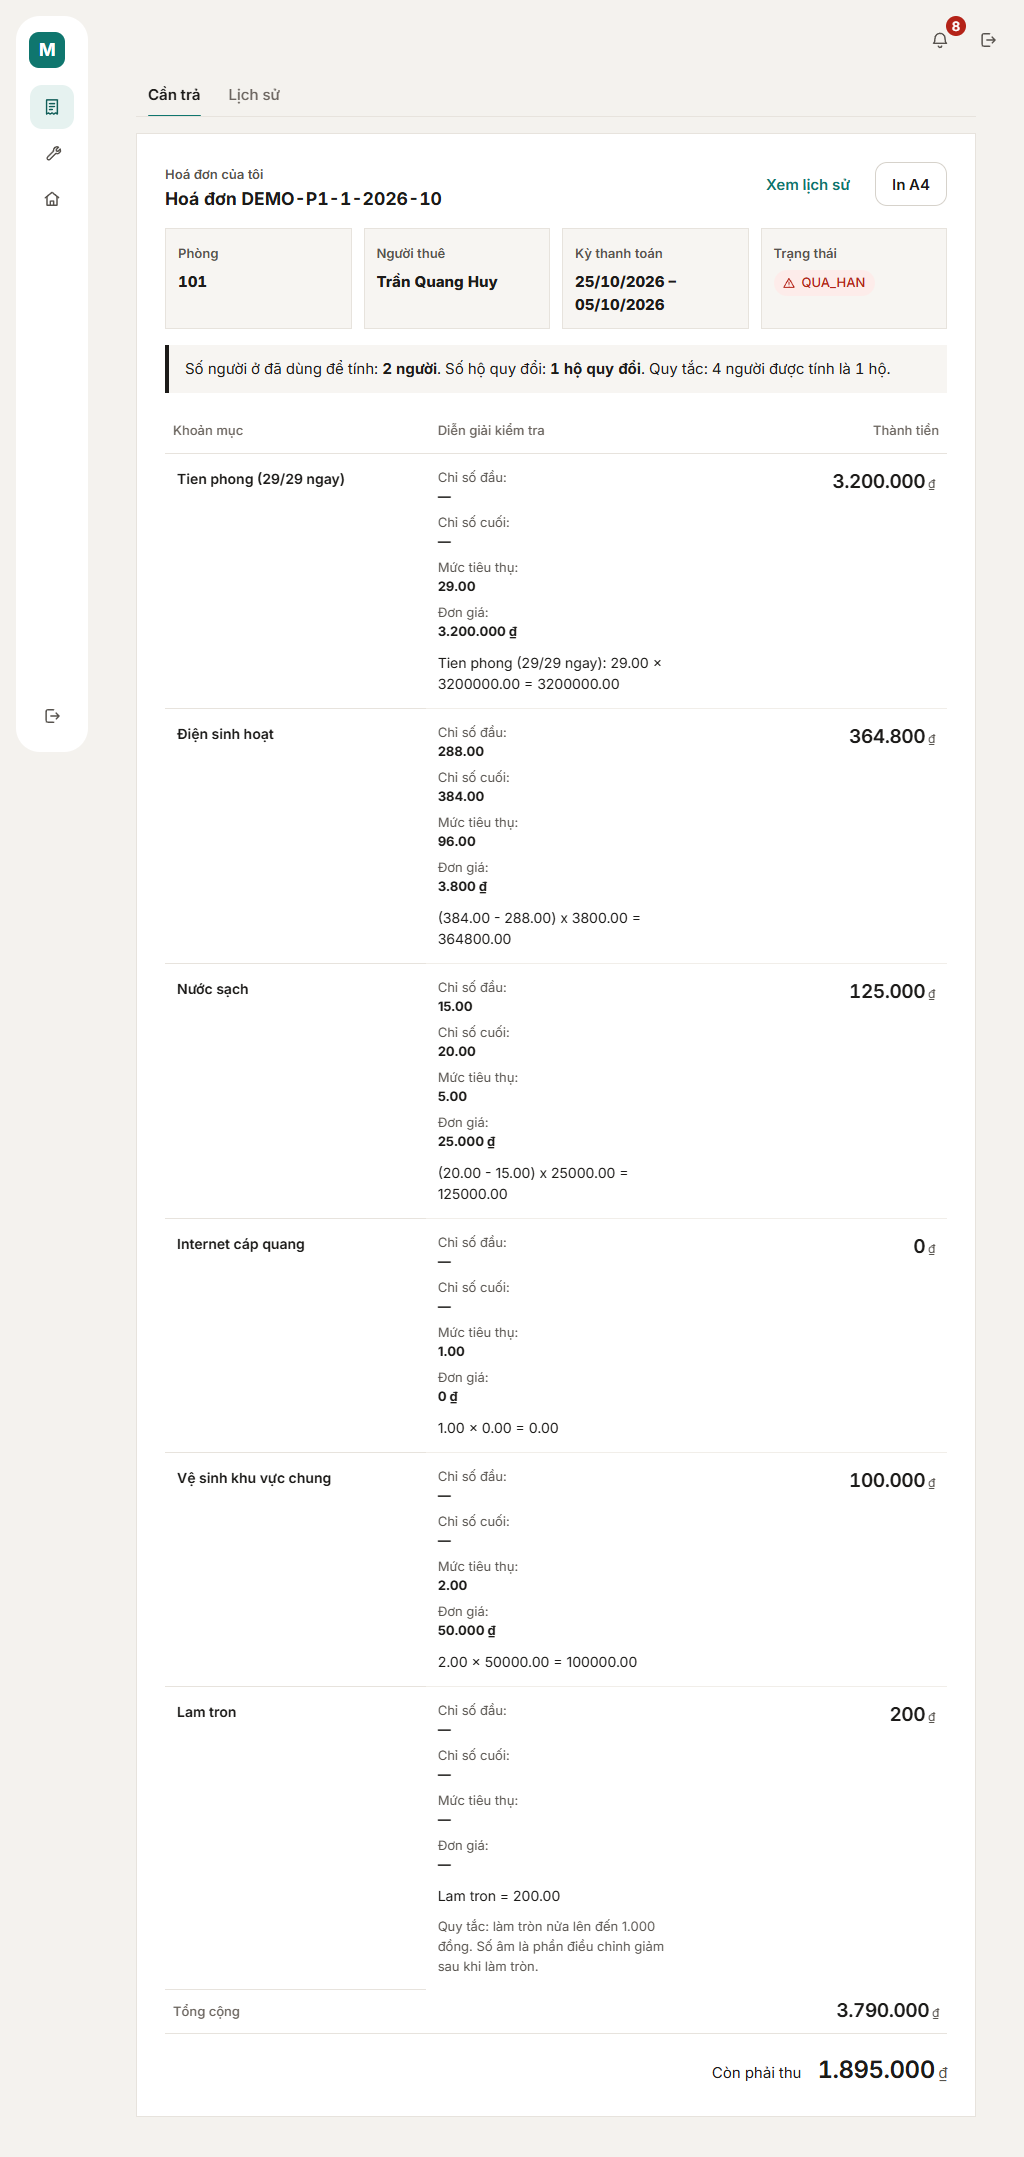 M
8
Cần trả
Lịch sử
Hoá đơn của tôi
Hoá đơn DEMO-P1-1-2026-10
Xem lịch sử
In A4
Phòng
101
Người thuê
Trần Quang Huy
Kỳ thanh toán
25/10/2026 –
05/10/2026
Trạng thái
QUA_HAN
Số người ở đã dùng để tính: 2 người. Số hộ quy đổi: 1 hộ quy đổi. Quy tắc: 4 người được tính là 1 hộ.
Khoản mục
Diễn giải kiểm tra
Thành tiền
Tien phong (29/29 ngay)
Chỉ số đầu:
—
Chỉ số cuối:
—
Mức tiêu thụ:
29.00
Đơn giá:
3.200.000 ₫
Tien phong (29/29 ngay): 29.00 ×
3200000.00 = 3200000.00
3.200.000 ₫
Điện sinh hoạt
Chỉ số đầu:
288.00
Chỉ số cuối:
384.00
Mức tiêu thụ:
96.00
Đơn giá:
3.800 ₫
(384.00 - 288.00) x 3800.00 =
364800.00
364.800 ₫
Nước sạch
Chỉ số đầu:
15.00
Chỉ số cuối:
20.00
Mức tiêu thụ:
5.00
Đơn giá:
25.000 ₫
(20.00 - 15.00) x 25000.00 =
125000.00
125.000 ₫
Internet cáp quang
Chỉ số đầu:
—
Chỉ số cuối:
—
Mức tiêu thụ:
1.00
Đơn giá:
0 ₫
1.00 × 0.00 = 0.00
0 ₫
Vệ sinh khu vực chung
Chỉ số đầu:
—
Chỉ số cuối:
—
Mức tiêu thụ:
2.00
Đơn giá:
50.000 ₫
2.00 × 50000.00 = 100000.00
100.000 ₫
Lam tron
Chỉ số đầu:
—
Chỉ số cuối:
—
Mức tiêu thụ:
—
Đơn giá:
—
Lam tron = 200.00
Quy tắc: làm tròn nửa lên đến 1.000
đồng. Số âm là phần điều chỉnh giảm
sau khi làm tròn.
200 ₫
Tổng cộng
3.790.000 ₫
Còn phải thu
1.895.000 ₫